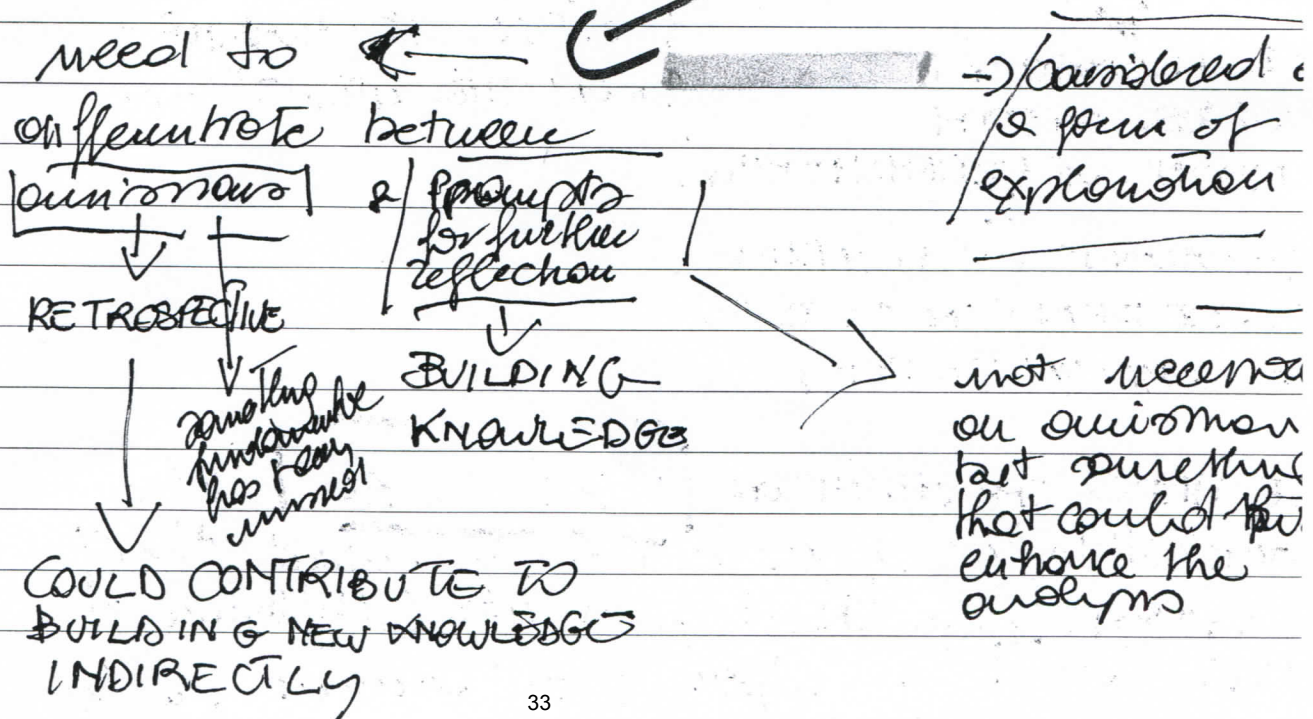 need to
differentiate between
omissions & prompts
for further
reflection
RETROSPECTIVE
something
fundamental
has been
missed
BUILDING
KNOWLEDGE
COULD CONTRIBUTE TO
BUILDING NEW KNOWLEDGE
INDIRECTLY
→ considered
a form of
explanation
not
an omission
but
that could
enhance the
analysis
33